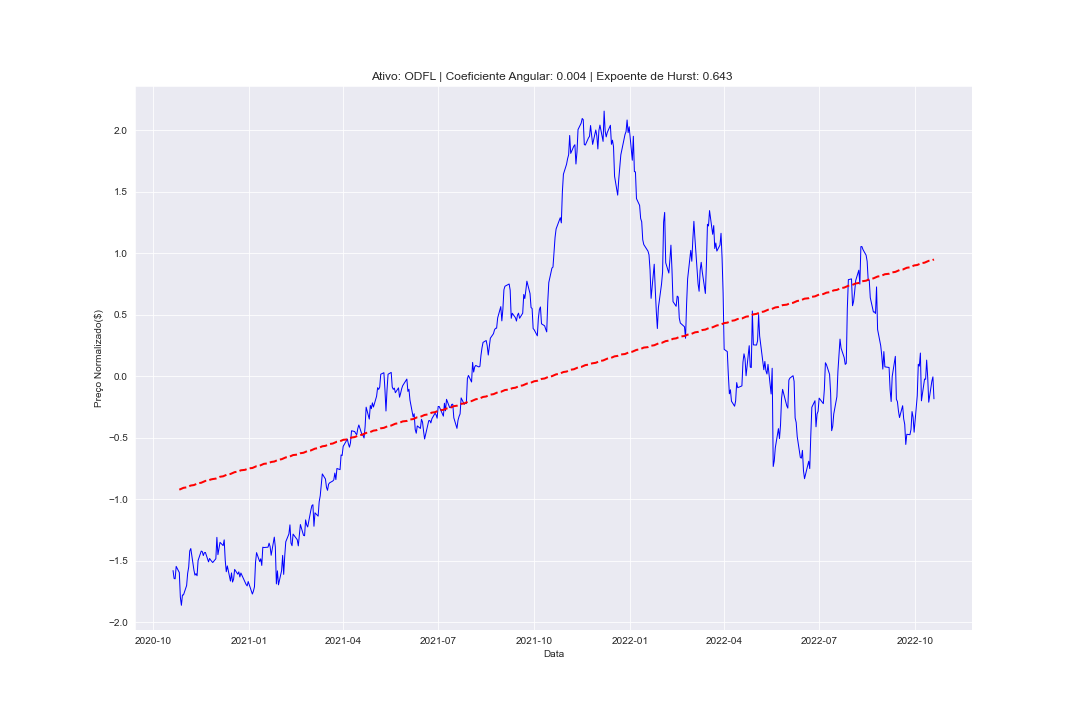 Ativo: ODFL | Coeficiente Angular: 0.004 | Expoente de Hurst: 0.643
Preço Normalizado($)
2.0
1.5
1.0
0.5
0.0
−0.5
−1.0
−1.5
−2.0
2020-10 2021-01 2021-04 2021-07 2021-10 2022-01 2022-04 2022-07 2022-10
Data